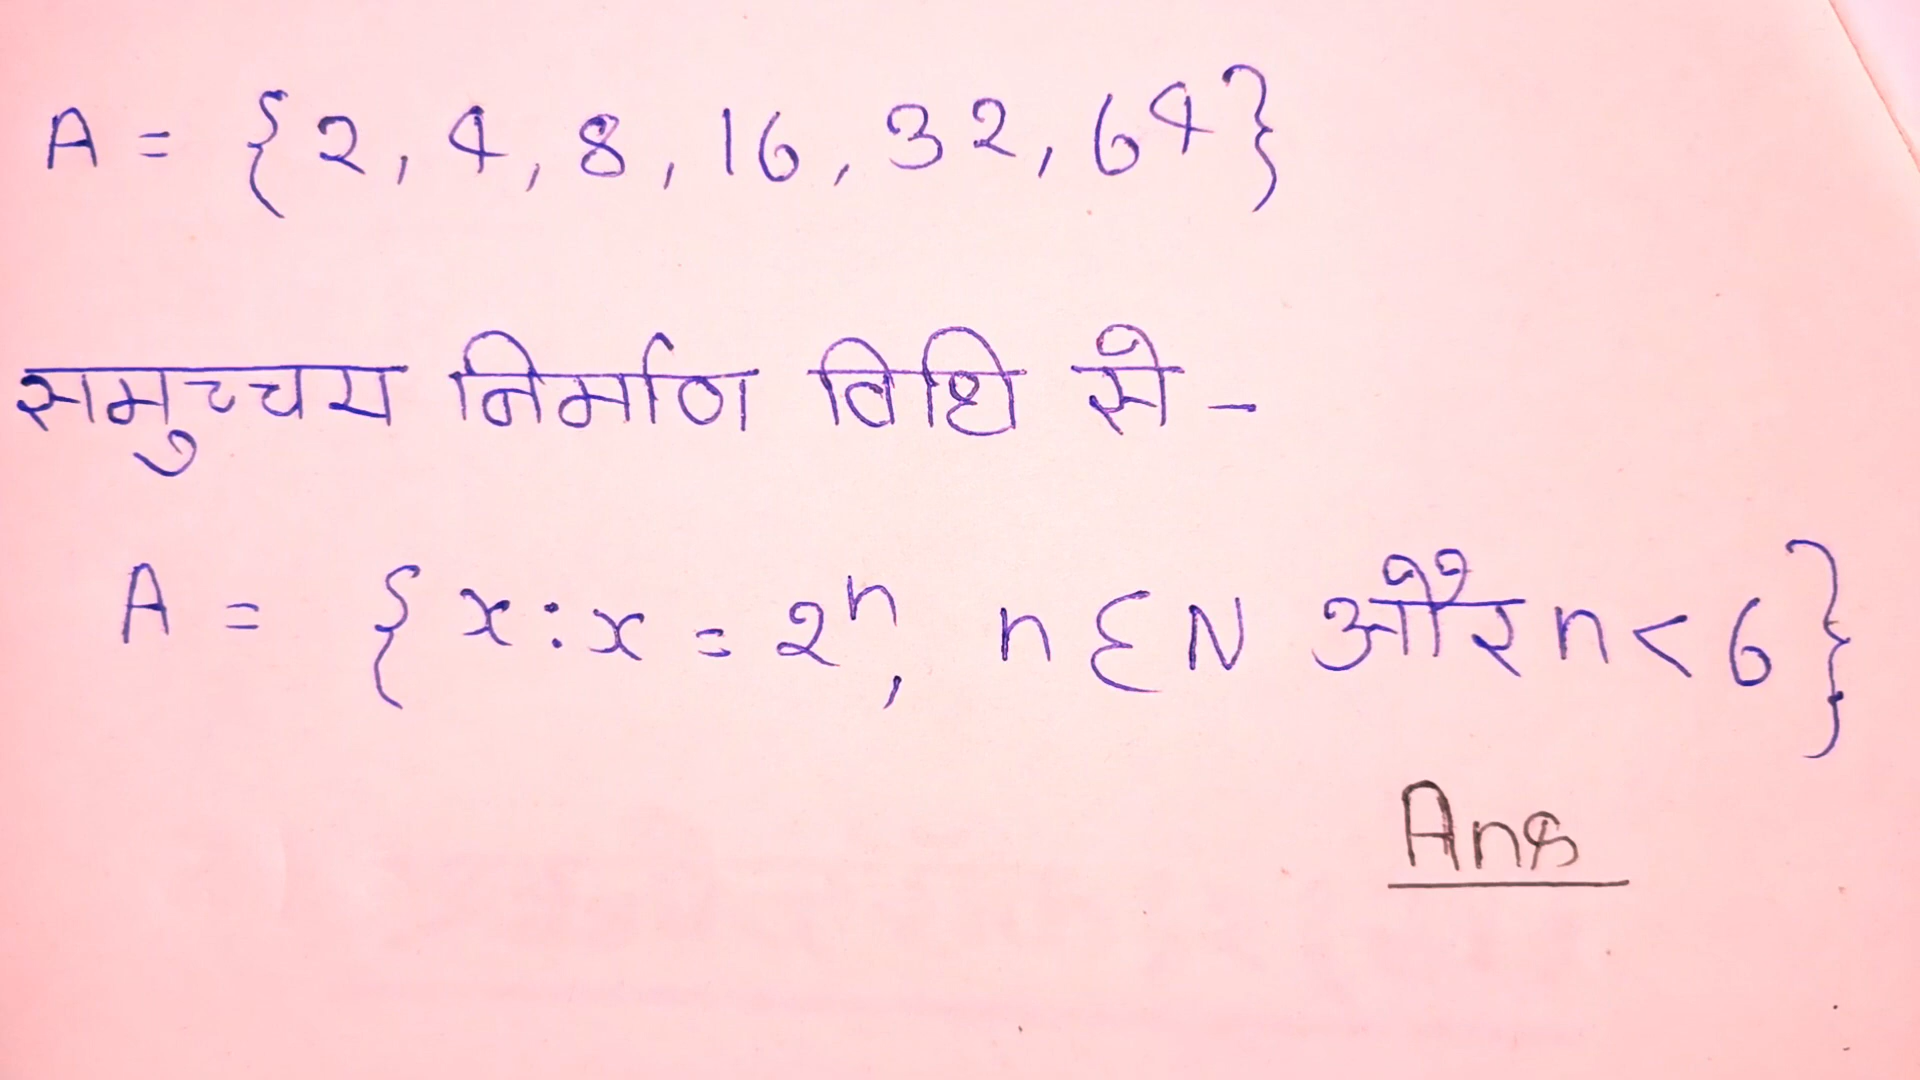 A = {2, 4, 8, 16, 32, 64}
समुच्चय निर्माण विधि से -
A = {x : x = 2ⁿ, n ∈ N और n < 6}
Ans